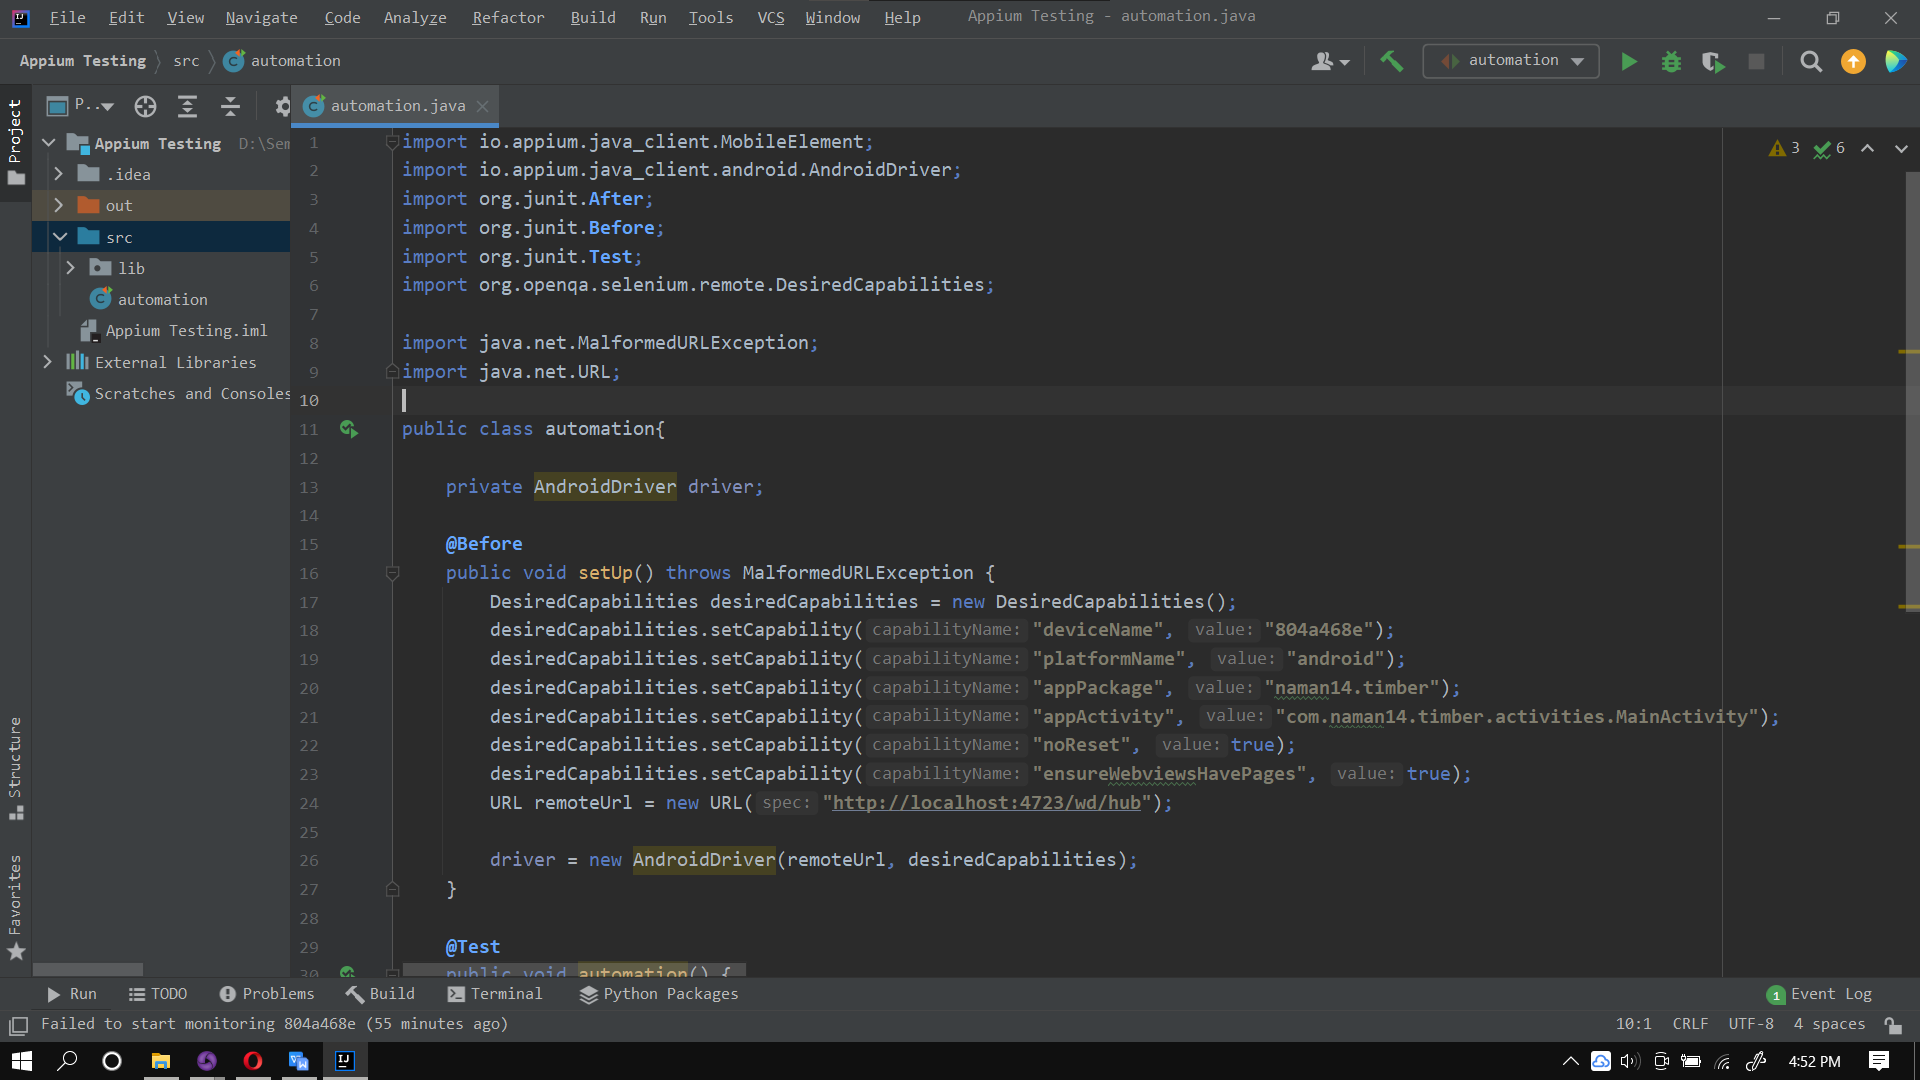 File Edit View Navigate Code Analyze Refactor Build Run Tools VCS Window Help Appium Testing - automation.java
Appium Testing src automation automation
Project P.. automation.java
Appium Testing D:\Sem
.idea
out
src
lib
automation
Appium Testing.iml
External Libraries
Scratches and Consoles
Structure
Favorites
3 6
1 import io.appium.java_client.MobileElement;
2 import io.appium.java_client.android.AndroidDriver;
3 import org.junit.After;
4 import org.junit.Before;
5 import org.junit.Test;
6 import org.openqa.selenium.remote.DesiredCapabilities;
7
8 import java.net.MalformedURLException;
9 import java.net.URL;
10
11 public class automation{
12
13 private AndroidDriver driver;
14
15 @Before
16 public void setUp() throws MalformedURLException {
17 DesiredCapabilities desiredCapabilities = new DesiredCapabilities();
18 desiredCapabilities.setCapability( capabilityName: "deviceName", value: "804a468e");
19 desiredCapabilities.setCapability( capabilityName: "platformName", value: "android");
20 desiredCapabilities.setCapability( capabilityName: "appPackage", value: "naman14.timber");
21 desiredCapabilities.setCapability( capabilityName: "appActivity", value: "com.naman14.timber.activities.MainActivity");
22 desiredCapabilities.setCapability( capabilityName: "noReset", value: true);
23 desiredCapabilities.setCapability( capabilityName: "ensureWebviewsHavePages", value: true);
24 URL remoteUrl = new URL( spec: "http://localhost:4723/wd/hub");
25
26 driver = new AndroidDriver(remoteUrl, desiredCapabilities);
27 }
28
29 @Test
30 public void automation() {
Run TODO Problems Build Terminal Python Packages 1 Event Log
Failed to start monitoring 804a468e (55 minutes ago) 10:1 CRLF UTF-8 4 spaces
4:52 PM